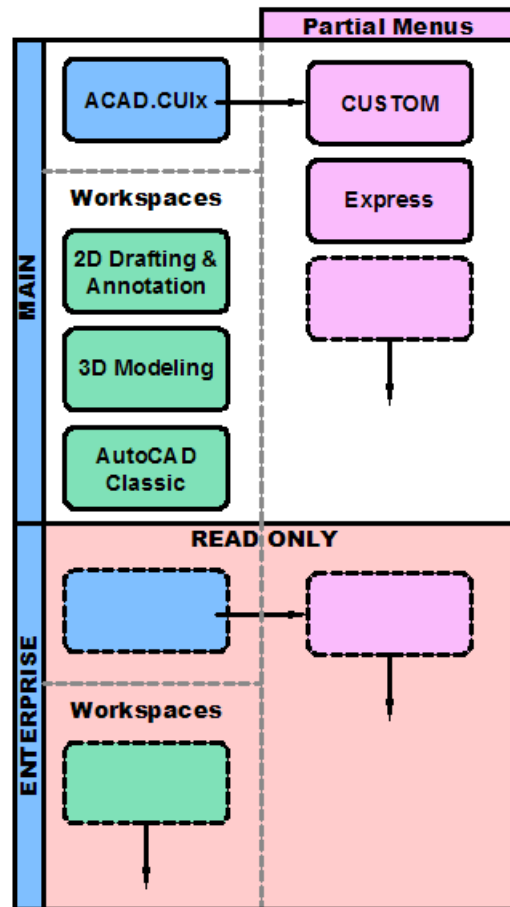 Partial Menus
MAIN
ACAD.CUIx
CUSTOM
Workspaces
Express
2D Drafting &
Annotation
3D Modeling
AutoCAD
Classic
ENTERPRISE
READ ONLY
Workspaces